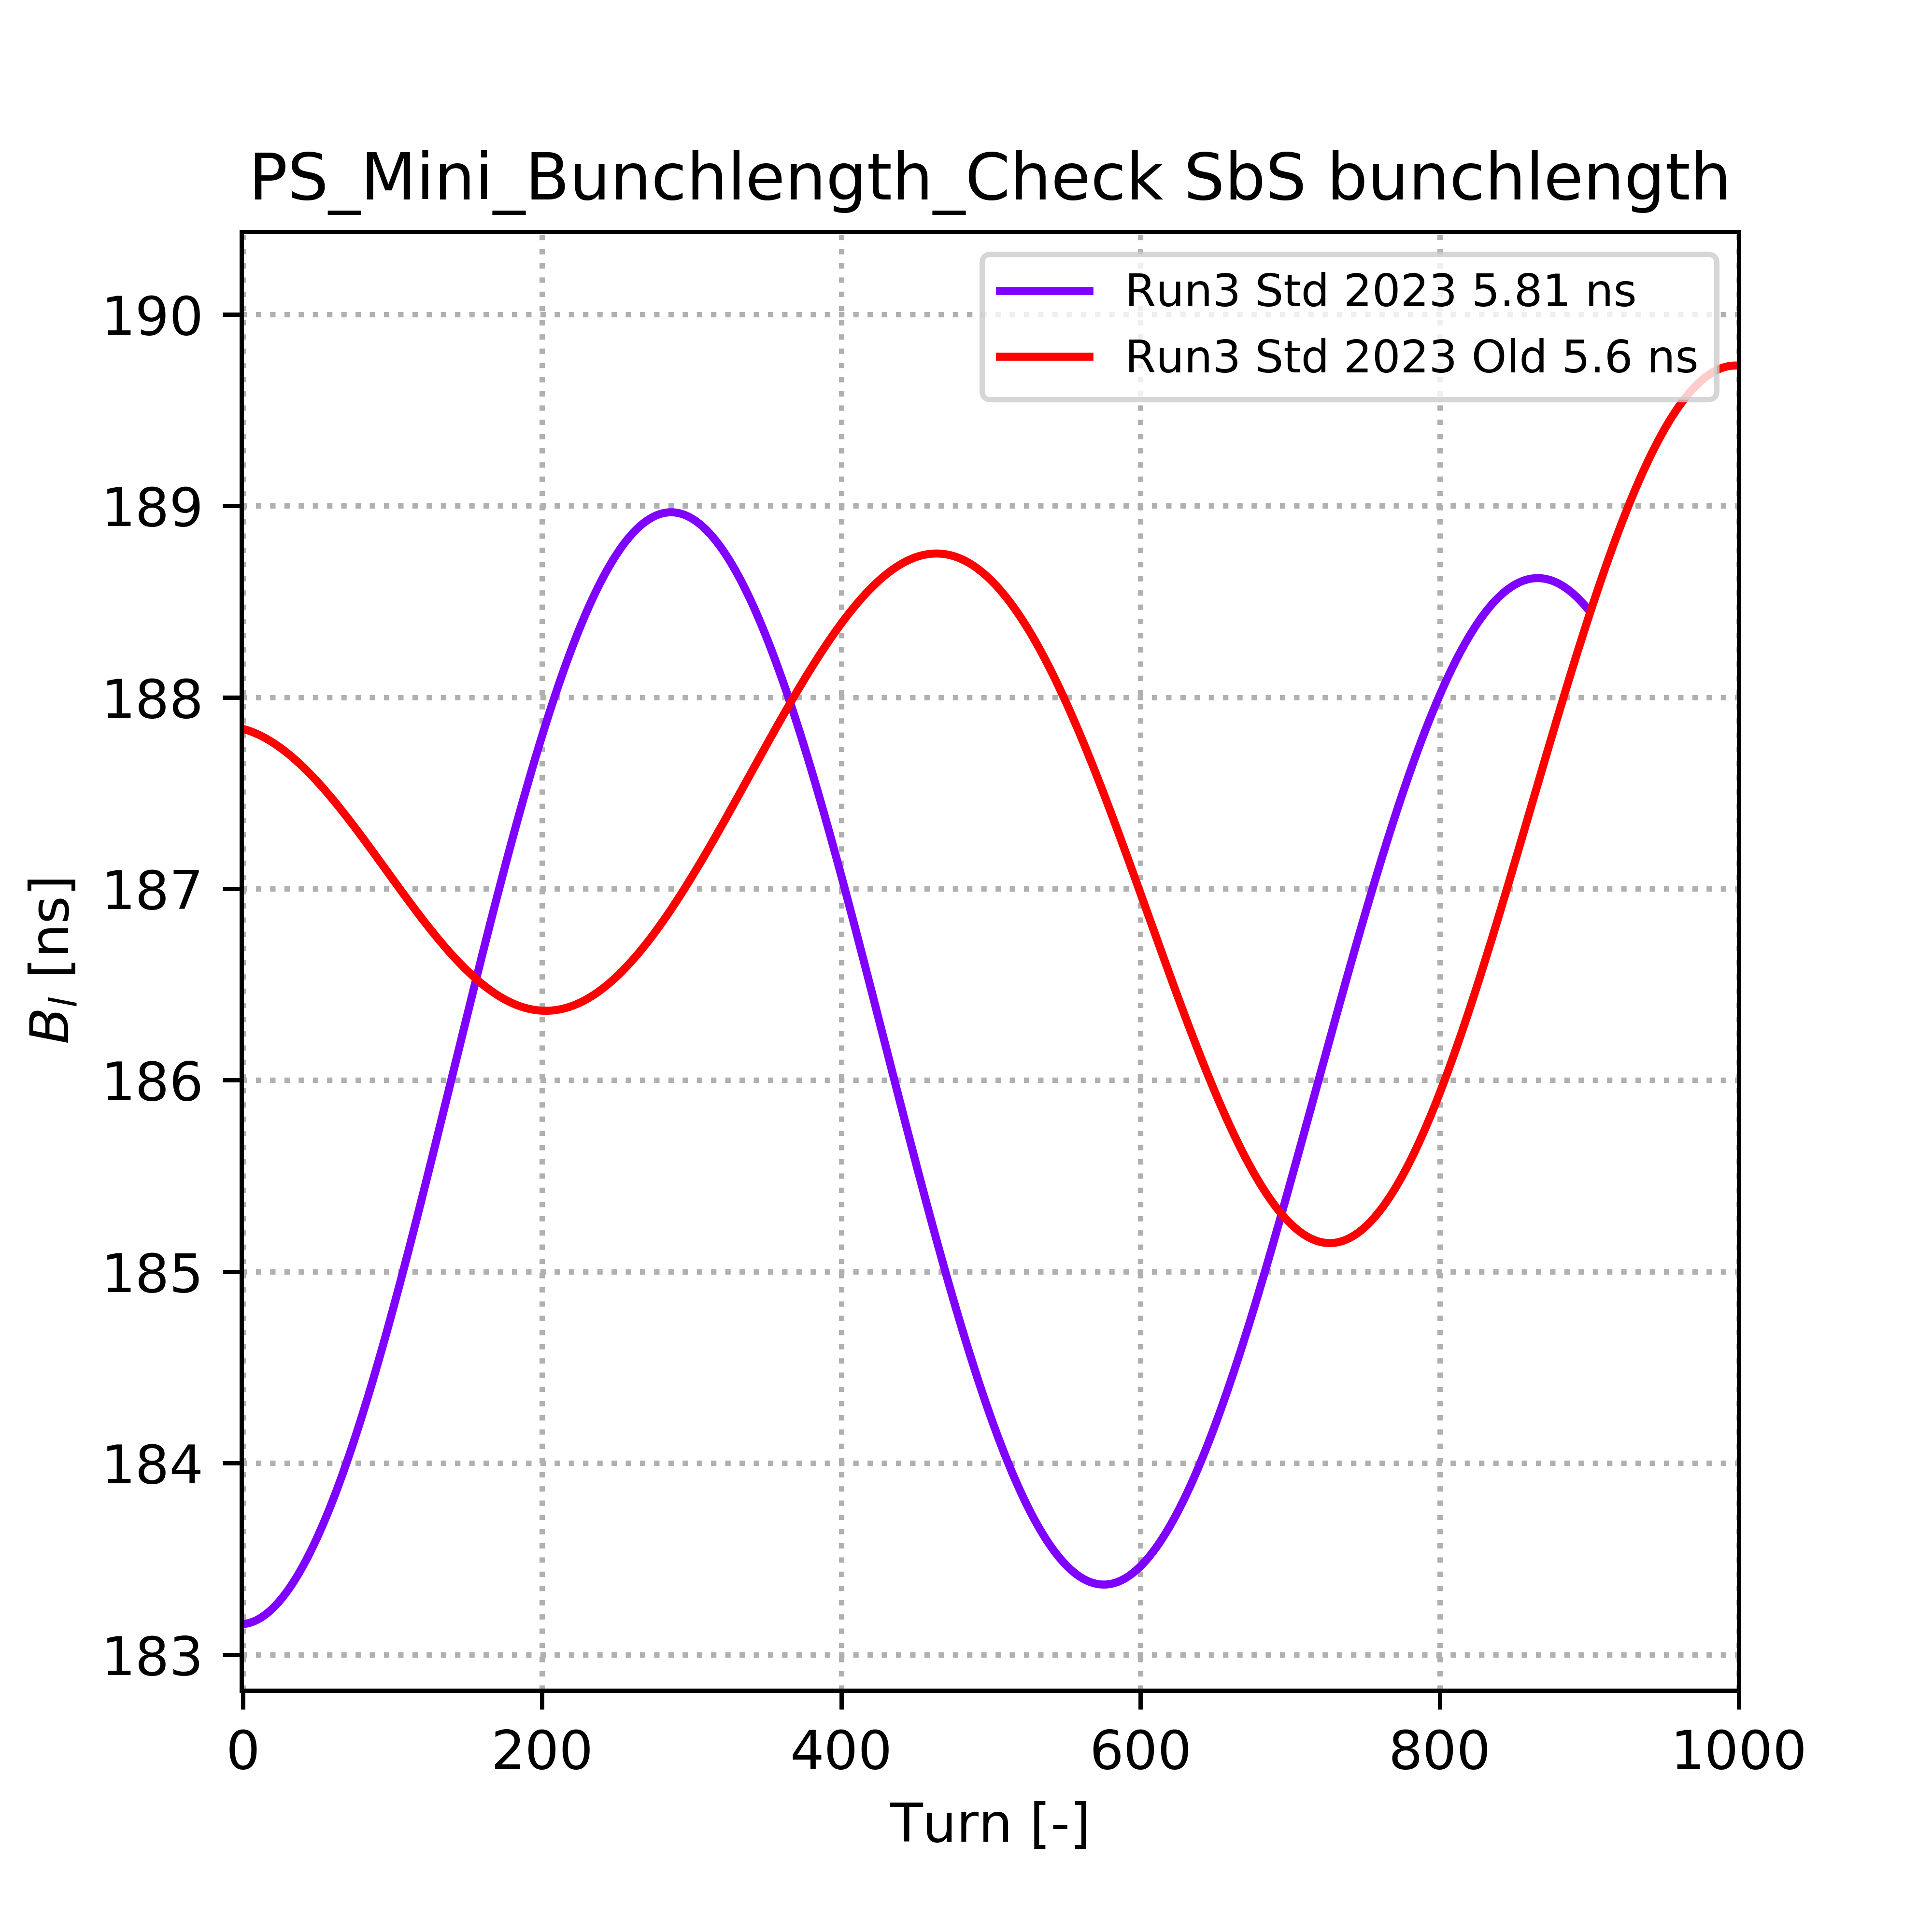 PS_Mini_Bunchlength_Check SbS bunchlength
Run3 Std 2023 5.81 ns
Run3 Std 2023 Old 5.6 ns
190
189
188
187
186
185
184
183
B_l [ns]
0 200 400 600 800 1000
Turn [-]